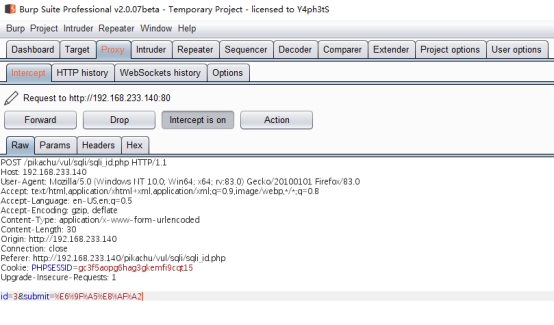 Burp Suite Professional v2.0.07beta - Temporary Project - licensed to Y4ph3tS
Burp Project Intruder Repeater Window Help
Dashboard Target Proxy Intruder Repeater Sequencer Decoder Comparer Extender Project options User options
Intercept HTTP history WebSockets history Options
Request to http://192.168.233.140:80
Forward Drop Intercept is on Action
Raw Params Headers Hex
POST /pikachu/vul/sqli/sqli_id.php HTTP/1.1
Host: 192.168.233.140
User-Agent: Mozilla/5.0 (Windows NT 10.0; Win64; x64; rv:83.0) Gecko/20100101 Firefox/83.0
Accept: text/html,application/xhtml+xml,application/xml;q=0.9,image/webp,*/*;q=0.8
Accept-Language: en-US,en;q=0.5
Accept-Encoding: gzip, deflate
Content-Type: application/x-www-form-urlencoded
Content-Length: 30
Origin: http://192.168.233.140
Connection: close
Referer: http://192.168.233.140/pikachu/vul/sqli/sqli_id.php
Cookie: PHPSESSID=gc3f5aopg6hag3gkemfi9cqt15
Upgrade-Insecure-Requests: 1
id=3&submit=%E6%9F%A5%E8%AF%A2